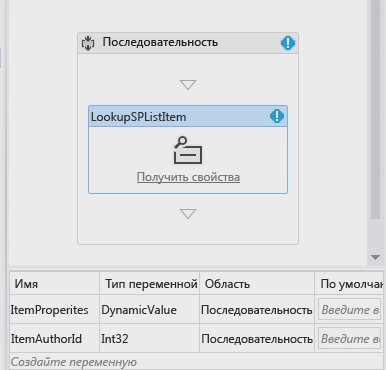 Последовательность
LookupSPListItem
Получить свойства
Имя Тип переменной Область По умолчан
ItemProperites DynamicValue Последовательность Введите в
ItemAuthorId Int32 Последовательность Введите в
Создайте переменную